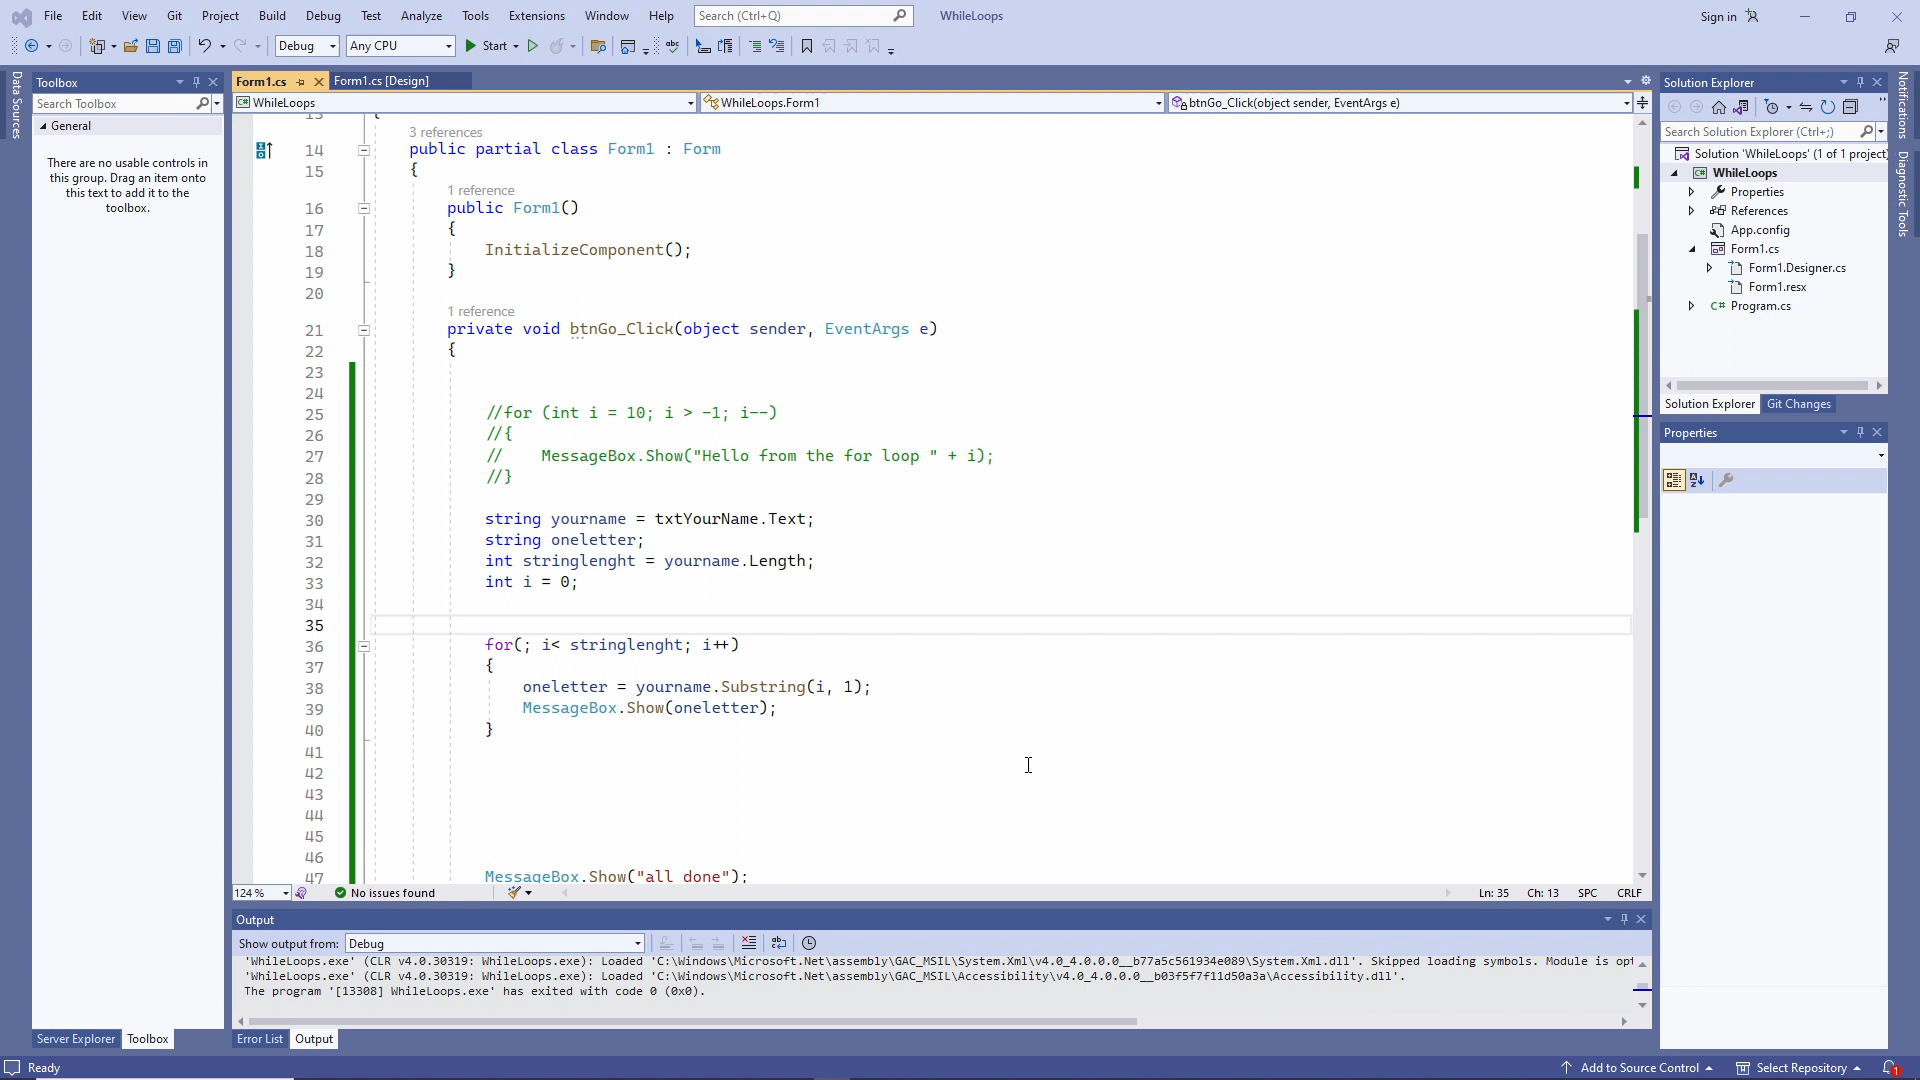 File Edit View Git Project Build Debug Test Analyze Tools Extensions Window Help Search (Ctrl+Q) WhileLoops Sign in
Debug Any CPU Start
Data Sources
Toolbox
Search Toolbox
General
There are no usable controls in
this group. Drag an item onto
this text to add it to the
toolbox.
Server Explorer Toolbox
Form1.cs Form1.cs [Design]
WhileLoops WhileLoops.Form1 btnGo_Click(object sender, EventArgs e)
13 {
3 references
14 public partial class Form1 : Form
15 {
1 reference
16 public Form1()
17 {
18 InitializeComponent();
19 }
20
1 reference
21 private void btnGo_Click(object sender, EventArgs e)
22 {
23
24
25 //for (int i = 10; i > -1; i--)
26 //{
27 // MessageBox.Show("Hello from the for loop " + i);
28 //}
29
30 string yourname = txtYourName.Text;
31 string oneletter;
32 int stringlenght = yourname.Length;
33 int i = 0;
34
35
36 for(; i< stringlenght; i++)
37 {
38 oneletter = yourname.Substring(i, 1);
39 MessageBox.Show(oneletter);
40 }
41
42
43
44
45
46
47 MessageBox.Show("all done");
124 % No issues found Ln: 35 Ch: 13 SPC CRLF
Output
Show output from: Debug
'WhileLoops.exe' (CLR v4.0.30319: WhileLoops.exe): Loaded 'C:\Windows\Microsoft.Net\assembly\GAC_MSIL\System.Xml\v4.0_4.0.0.0__b77a5c561934e089\System.Xml.dll'. Skipped loading symbols. Module is opt
'WhileLoops.exe' (CLR v4.0.30319: WhileLoops.exe): Loaded 'C:\Windows\Microsoft.Net\assembly\GAC_MSIL\Accessibility\v4.0_4.0.0.0__b03f5f7f11d50a3a\Accessibility.dll'.
The program '[13308] WhileLoops.exe' has exited with code 0 (0x0).
Error List Output
Solution Explorer
Search Solution Explorer (Ctrl+;)
Solution 'WhileLoops' (1 of 1 project)
WhileLoops
Properties
References
App.config
Form1.cs
Form1.Designer.cs
Form1.resx
Program.cs
Solution Explorer Git Changes
Properties
Notifications
Diagnostic Tools
Ready Add to Source Control Select Repository 1